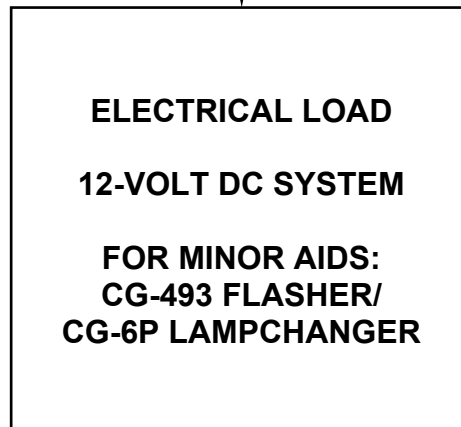 ELECTRICAL LOAD
12-VOLT DC SYSTEM
FOR MINOR AIDS:
CG-493 FLASHER/
CG-6P LAMPCHANGER